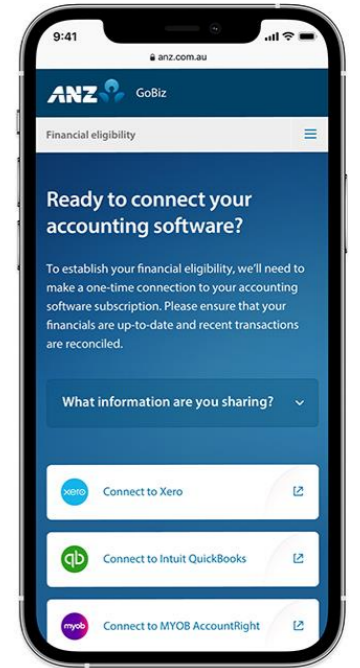 9:41
anz.com.au
ANZ GoBiz
Financial eligibility
Ready to connect your
accounting software?
To establish your financial eligibility, we'll need to
make a one-time connection to your accounting
software subscription. Please ensure that your
financials are up-to-date and recent transactions
are reconciled.
What information are you sharing?
xero Connect to Xero
qb Connect to Intuit QuickBooks
myob Connect to MYOB AccountRight